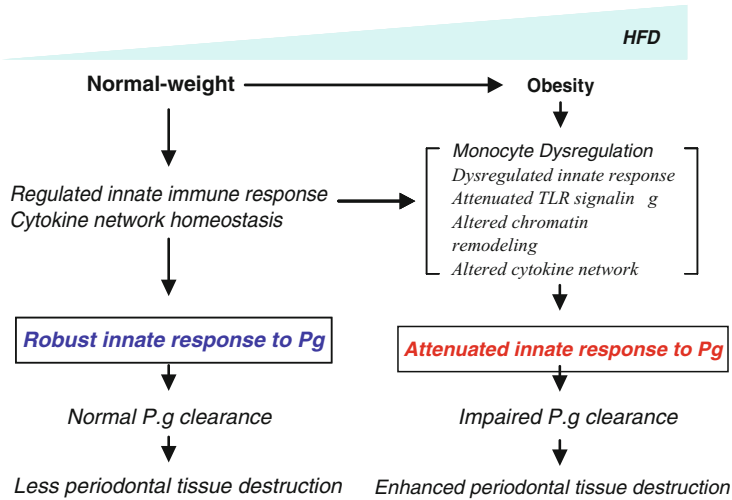 HFD
Normal-weight
Obesity
Regulated innate immune response
Cytokine network homeostasis
Monocyte Dysregulation
Dysregulated innate response
Attenuated TLR signalin g
Altered chromatin
remodeling
Altered cytokine network
Robust innate response to Pg
Attenuated innate response to Pg
Normal P.g clearance
Impaired P.g clearance
Less periodontal tissue destruction
Enhanced periodontal tissue destruction